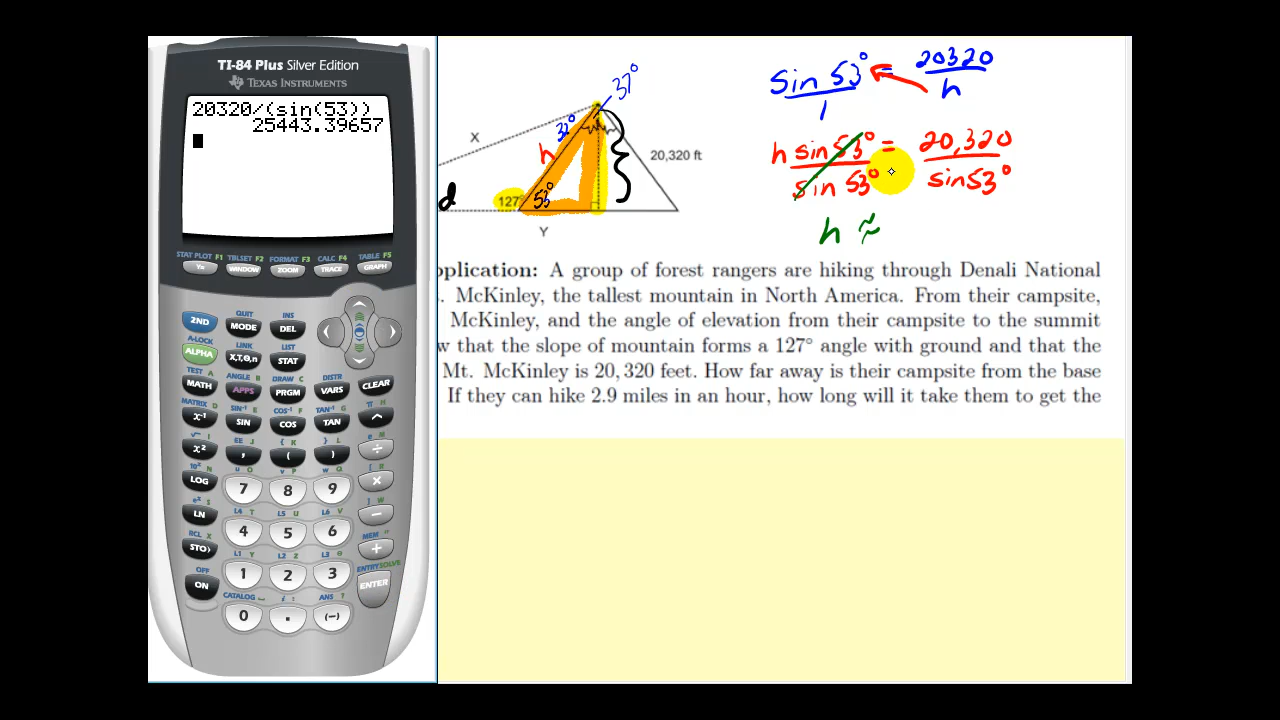 TI-84 Plus Silver Edition
TEXAS INSTRUMENTS
20320/(sin(53))
25443.39657
STAT PLOT F1 TBLSET F2 FORMAT F3 CALC F4 TABLE F5
Y= WINDOW ZOOM TRACE GRAPH
QUIT INS
2ND MODE DEL
A-LOCK LINK LIST
ALPHA X,T,Θ,n STAT
TEST A ANGLE B DRAW C DISTR
MATH APPS PRGM VARS CLEAR
MATRIX D SIN⁻¹ E COS⁻¹ F TAN⁻¹ G π H
x⁻¹ SIN COS TAN ^
√ I EE J { K } L e M
x² , ( ) ÷
10ˣ N u O v P w Q [ R
LOG 7 8 9 ×
eˣ S L4 T L5 U L6 V ] W
LN 4 5 6 −
RCL X L1 Y L2 Z L3 θ MEM "
STO› 1 2 3 +
OFF CATALOG ⎵ i : ANS ? ENTRY SOLVE
ON 0 . (−) ENTER
37°
37°
X
h
20,320 ft
d
127°
53°
Y
sin 53° = 20320
1 h
h sin 53° = 20,320
sin 53° sin53°
h ≈
pplication: A group of forest rangers are hiking through Denali National
. McKinley, the tallest mountain in North America. From their campsite,
McKinley, and the angle of elevation from their campsite to the summit
w that the slope of mountain forms a 127° angle with ground and that the
Mt. McKinley is 20, 320 feet. How far away is their campsite from the base
If they can hike 2.9 miles in an hour, how long will it take them to get the